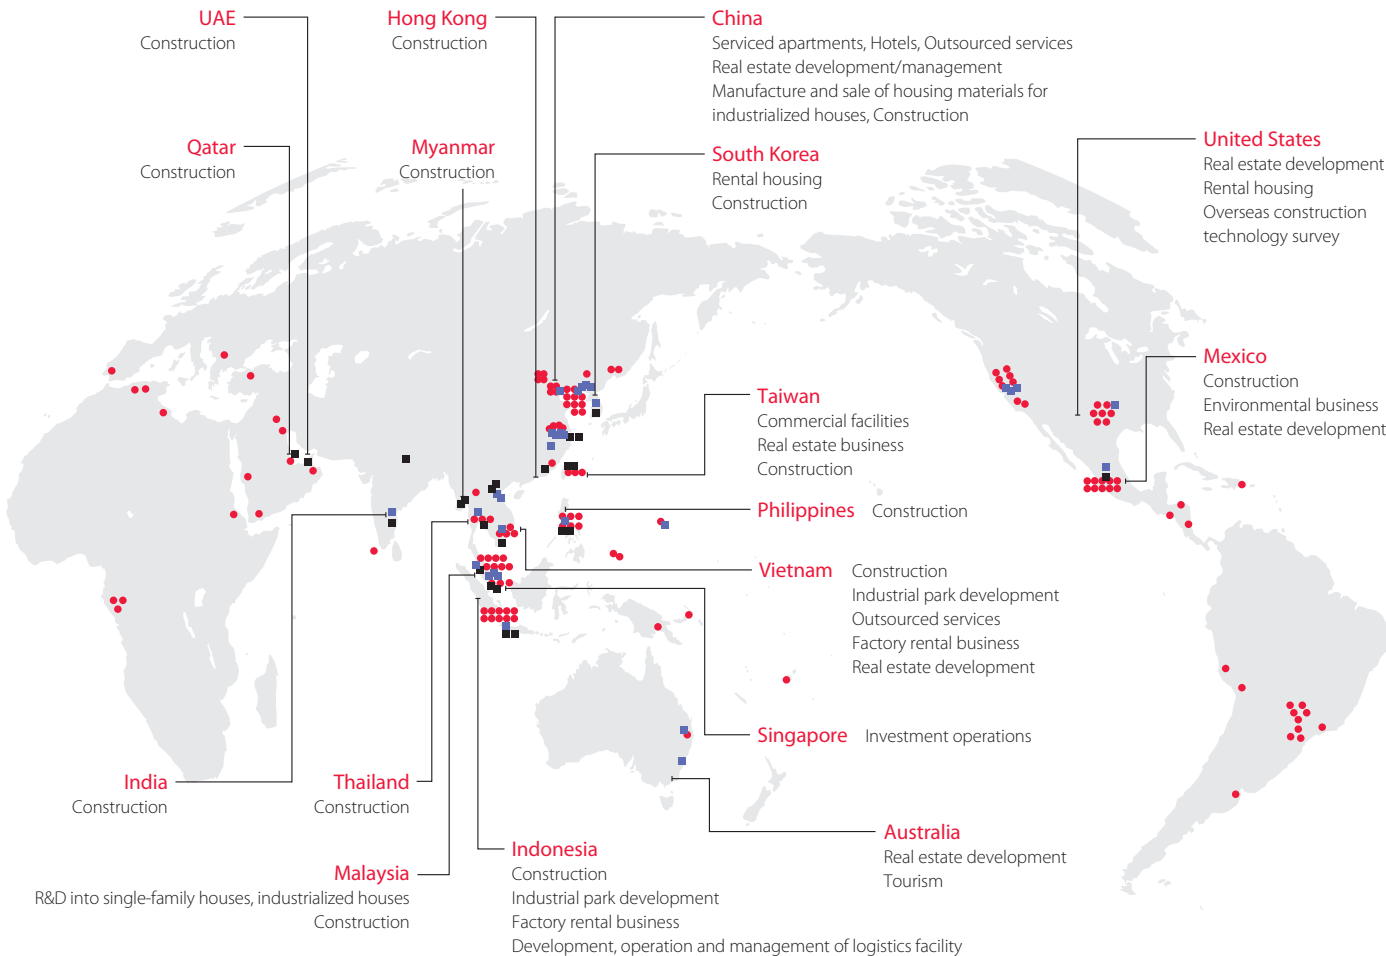 UAE
Construction
Hong Kong
Construction
China
Serviced apartments, Hotels, Outsourced services
Real estate development/management
Manufacture and sale of housing materials for
industrialized houses, Construction
Qatar
Construction
Myanmar
Construction
South Korea
Rental housing
Construction
United States
Real estate development
Rental housing
Overseas construction
technology survey
Mexico
Construction
Environmental business
Real estate development
Taiwan
Commercial facilities
Real estate business
Construction
Philippines Construction
Vietnam Construction
Industrial park development
Outsourced services
Factory rental business
Real estate development
Singapore Investment operations
India
Construction
Thailand
Construction
Australia
Real estate development
Tourism
Malaysia
R&D into single-family houses, industrialized houses
Construction
Indonesia
Construction
Industrial park development
Factory rental business
Development, operation and management of logistics facility